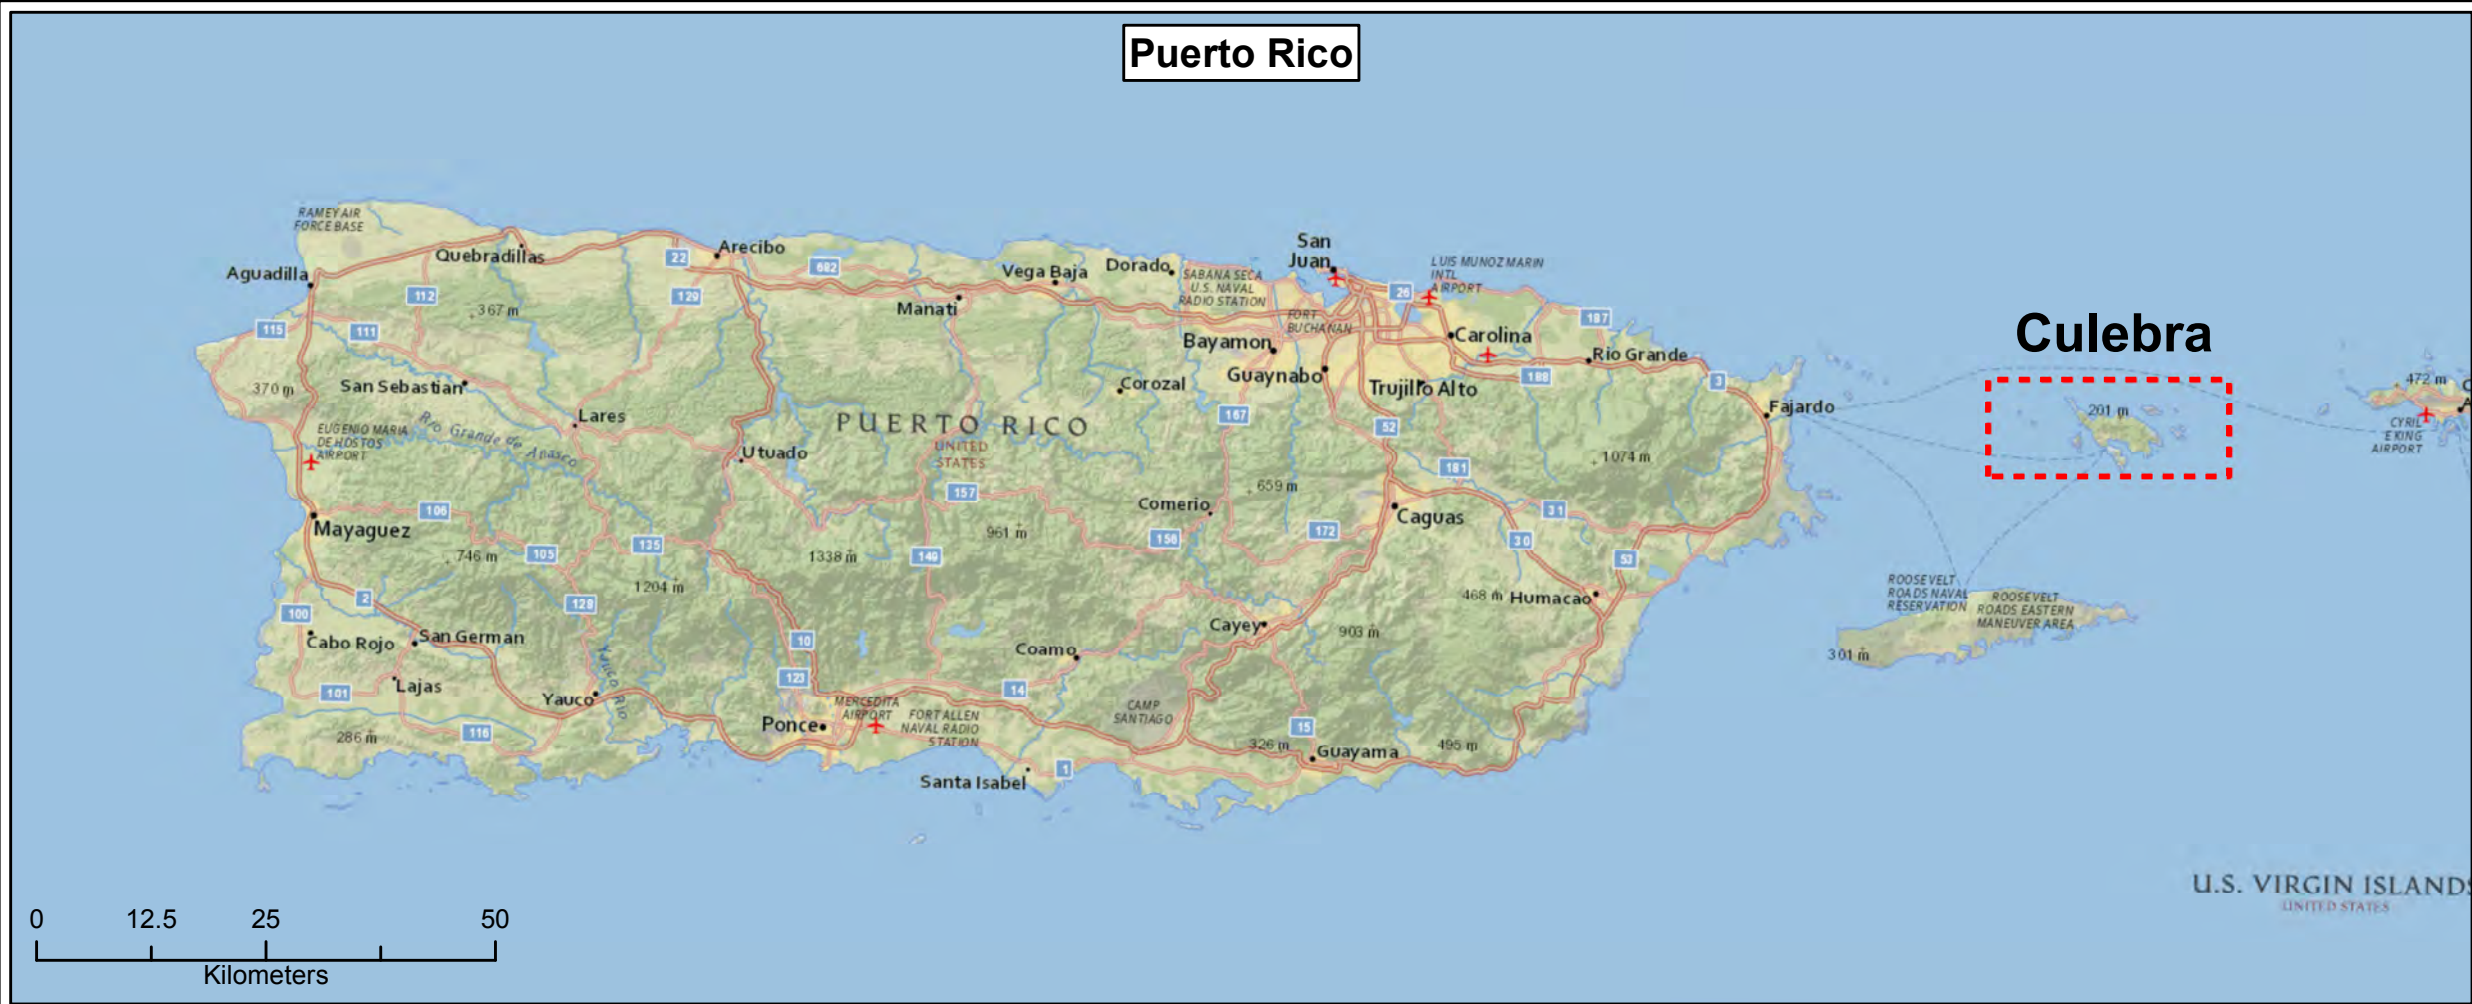 Puerto Rico
RAMEY AIR
FORCE BASE
Aguadilla
Quebradillas
22
Arecibo
682
Vega Baja
Dorado
SABANA SECA
U.S. NAVAL
RADIO STATION
San
Juan
LUIS MUNOZ MARIN
INTL
AIRPORT
26
112
129
367 m
Manati
115
111
FORT
BUCHANAN
187
Carolina
Bayamon
Rio Grande
Culebra
370 m
San Sebastian
Corozal
Guaynabo
Trujillo Alto
188
3
Fajardo
201 m
472 m
CYRIL
E KING
AIRPORT
Lares
Rio Grande de Anasco
EUGENIO MARIA
DE HOSTOS
AIRPORT
PUERTO RICO
UNITED
STATES
167
52
Utuado
181
1074 m
157
659 m
106
Mayaguez
Comerio
Caguas
31
961 m
746 m
105
135
1338 m
149
156
172
30
53
1204 m
128
2
100
468 m
Humacao
ROOSEVELT
ROADS NAVAL
RESERVATION
ROOSEVELT
ROADS EASTERN
MANEUVER AREA
301 m
Cabo Rojo
San German
10
Cayey
903 m
Coamo
123
101
Lajas
Yauco
Yauco Rio
14
Ponce
MERCEDITA
AIRPORT
FORT ALLEN
NAVAL RADIO
STATION
CAMP
SANTIAGO
116
286 m
15
326 m
Guayama
495 m
Santa Isabel
1
U.S. VIRGIN ISLANDS
UNITED STATES
0 12.5 25 50
Kilometers